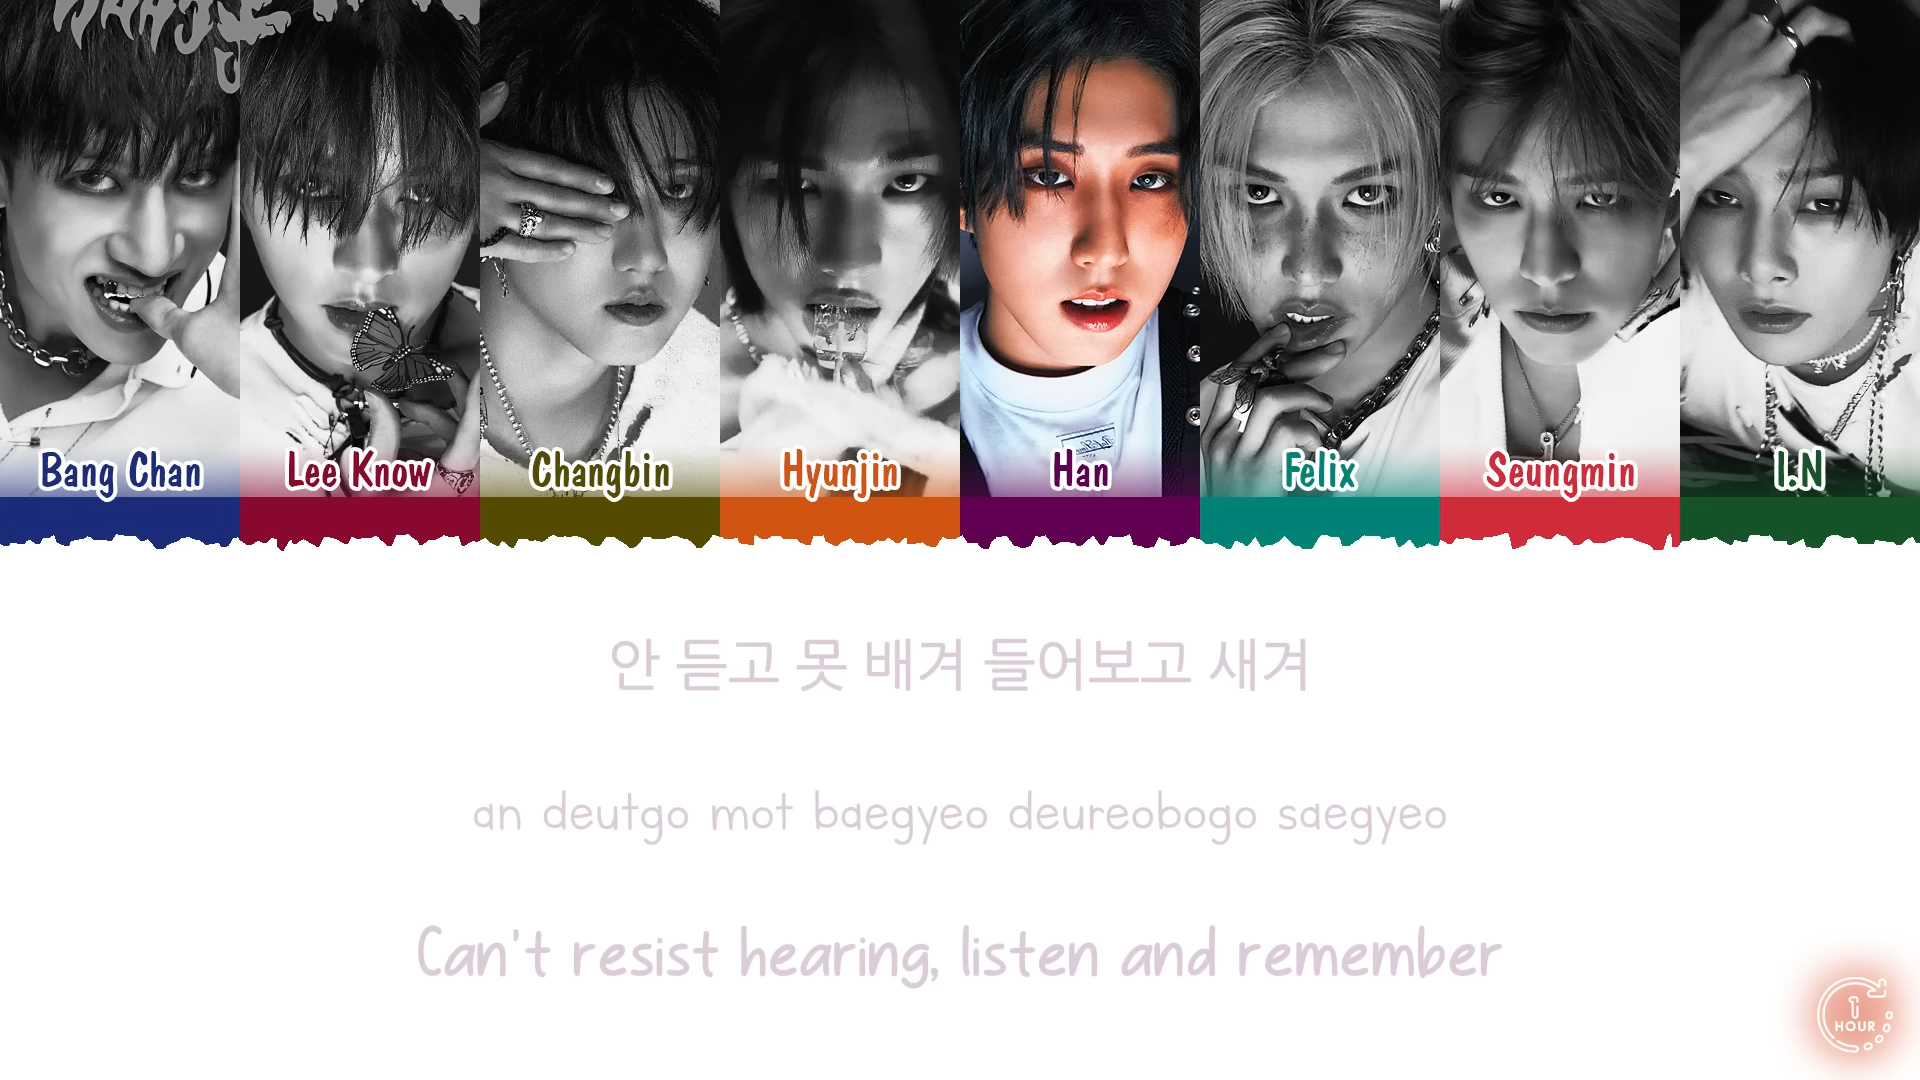 Bang Chan
Lee Know
Changbin
Hyunjin
Han
Felix
Seungmin
I.N
안 듣고 못 배겨 들어보고 새겨
an deutgo mot baegyeo deureobogo saegyeo
Can't resist hearing, listen and remember
1
HOUR